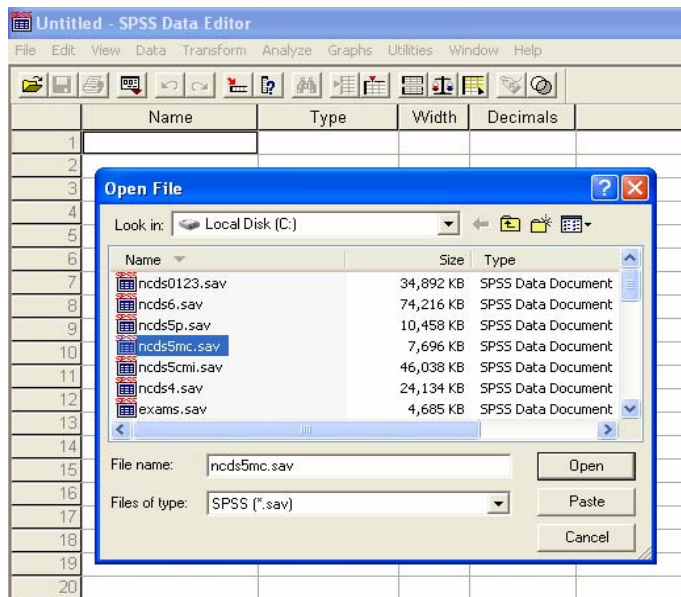 Untitled - SPSS Data Editor
File Edit View Data Transform Analyze Graphs Utilities Window Help
Name Type Width Decimals
1
2
3
4
5
6
7
8
9
10
11
12
13
14
15
16
17
18
19
20
Open File
Look in: Local Disk (C:)
Name Size Type
ncds0123.sav 34,892 KB SPSS Data Document
ncds6.sav 74,216 KB SPSS Data Document
ncds5p.sav 10,458 KB SPSS Data Document
ncds5mc.sav 7,696 KB SPSS Data Document
ncds5cmi.sav 46,038 KB SPSS Data Document
ncds4.sav 24,134 KB SPSS Data Document
exams.sav 4,685 KB SPSS Data Document
File name: ncds5mc.sav Open
Files of type: SPSS (*.sav) Paste
Cancel